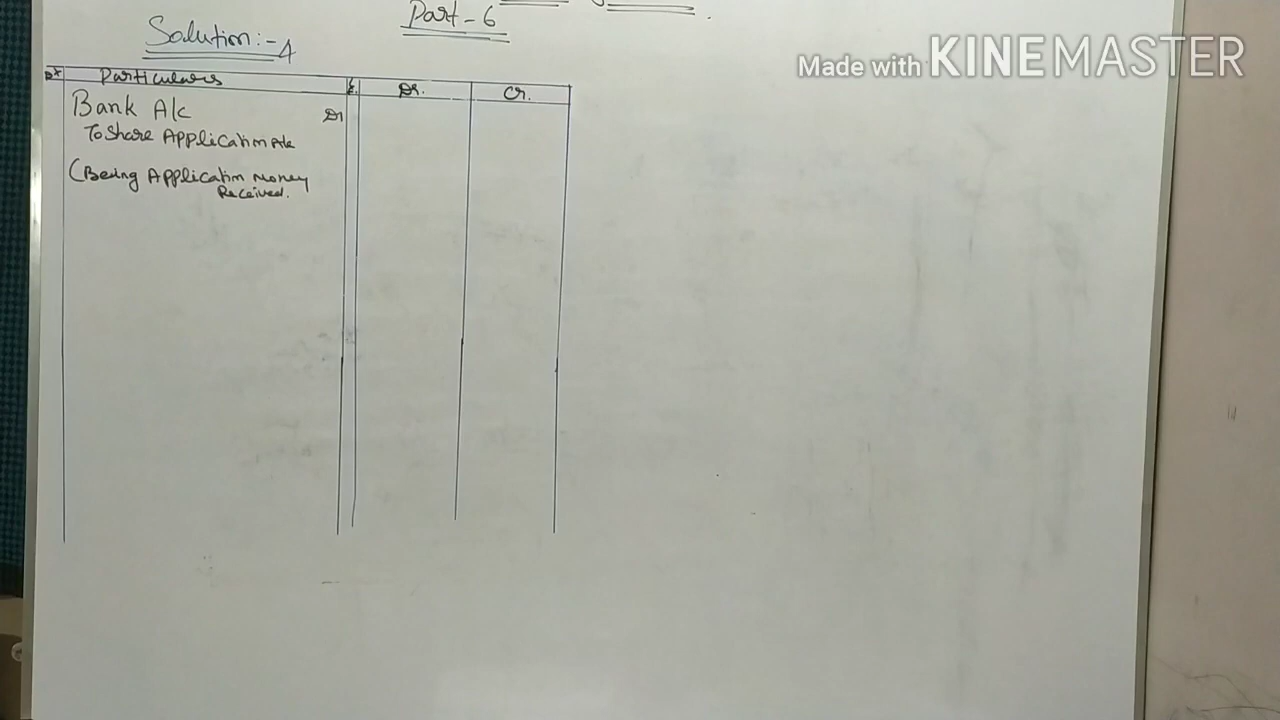 Part - 6
Solution:- 4
Made with KINEMASTER
Dt Particulars L.F. Dr. Cr.
Bank A/c Dr
To Share Application A/c
(Being Application Money
Received.